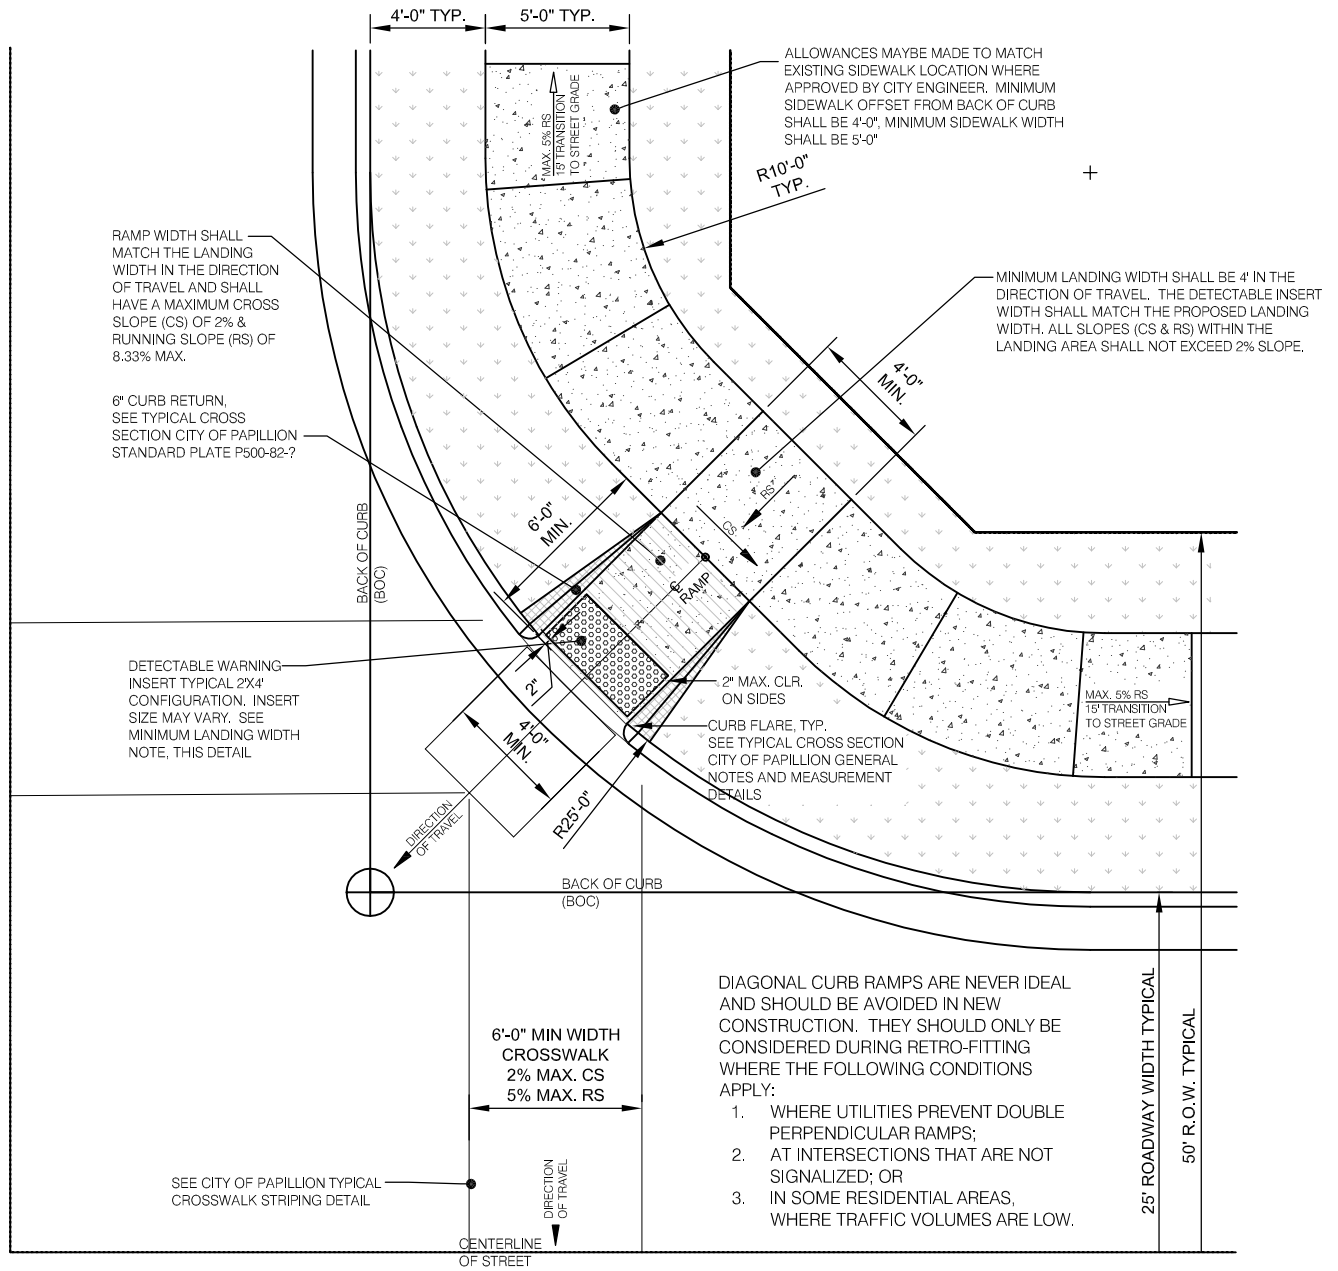 4'-0" TYP.
5'-0" TYP.
ALLOWANCES MAYBE MADE TO MATCH
EXISTING SIDEWALK LOCATION WHERE
APPROVED BY CITY ENGINEER. MINIMUM
SIDEWALK OFFSET FROM BACK OF CURB
SHALL BE 4'-0", MINIMUM SIDEWALK WIDTH
SHALL BE 5'-0"
MAX. 5% RS
15' TRANSITION
TO STREET GRADE
R10'-0"
TYP.
RAMP WIDTH SHALL
MATCH THE LANDING
WIDTH IN THE DIRECTION
OF TRAVEL AND SHALL
HAVE A MAXIMUM CROSS
SLOPE (CS) OF 2% &
RUNNING SLOPE (RS) OF
8.33% MAX.
MINIMUM LANDING WIDTH SHALL BE 4' IN THE
DIRECTION OF TRAVEL. THE DETECTABLE INSERT
WIDTH SHALL MATCH THE PROPOSED LANDING
WIDTH. ALL SLOPES (CS & RS) WITHIN THE
LANDING AREA SHALL NOT EXCEED 2% SLOPE.
4'-0"
MIN.
6" CURB RETURN,
SEE TYPICAL CROSS
SECTION CITY OF PAPILLION
STANDARD PLATE P500-82-?
RS
CS
6'-0"
MIN.
BACK OF CURB
(BOC)
℄ RAMP
DETECTABLE WARNING
INSERT TYPICAL 2'X4'
CONFIGURATION. INSERT
SIZE MAY VARY. SEE
MINIMUM LANDING WIDTH
NOTE, THIS DETAIL
2"
2" MAX. CLR.
ON SIDES
MAX. 5% RS
15' TRANSITION
TO STREET GRADE
4'-0"
MIN.
CURB FLARE, TYP.
SEE TYPICAL CROSS SECTION
CITY OF PAPILLION GENERAL
NOTES AND MEASUREMENT
DETAILS
R25'-0"
DIRECTION
OF TRAVEL
BACK OF CURB
(BOC)
DIAGONAL CURB RAMPS ARE NEVER IDEAL
AND SHOULD BE AVOIDED IN NEW
CONSTRUCTION. THEY SHOULD ONLY BE
CONSIDERED DURING RETRO-FITTING
WHERE THE FOLLOWING CONDITIONS
APPLY:
1. WHERE UTILITIES PREVENT DOUBLE
PERPENDICULAR RAMPS;
2. AT INTERSECTIONS THAT ARE NOT
SIGNALIZED; OR
3. IN SOME RESIDENTIAL AREAS,
WHERE TRAFFIC VOLUMES ARE LOW.
25' ROADWAY WIDTH TYPICAL
50' R.O.W. TYPICAL
6'-0" MIN WIDTH
CROSSWALK
2% MAX. CS
5% MAX. RS
SEE CITY OF PAPILLION TYPICAL
CROSSWALK STRIPING DETAIL
DIRECTION
OF TRAVEL
CENTERLINE
OF STREET